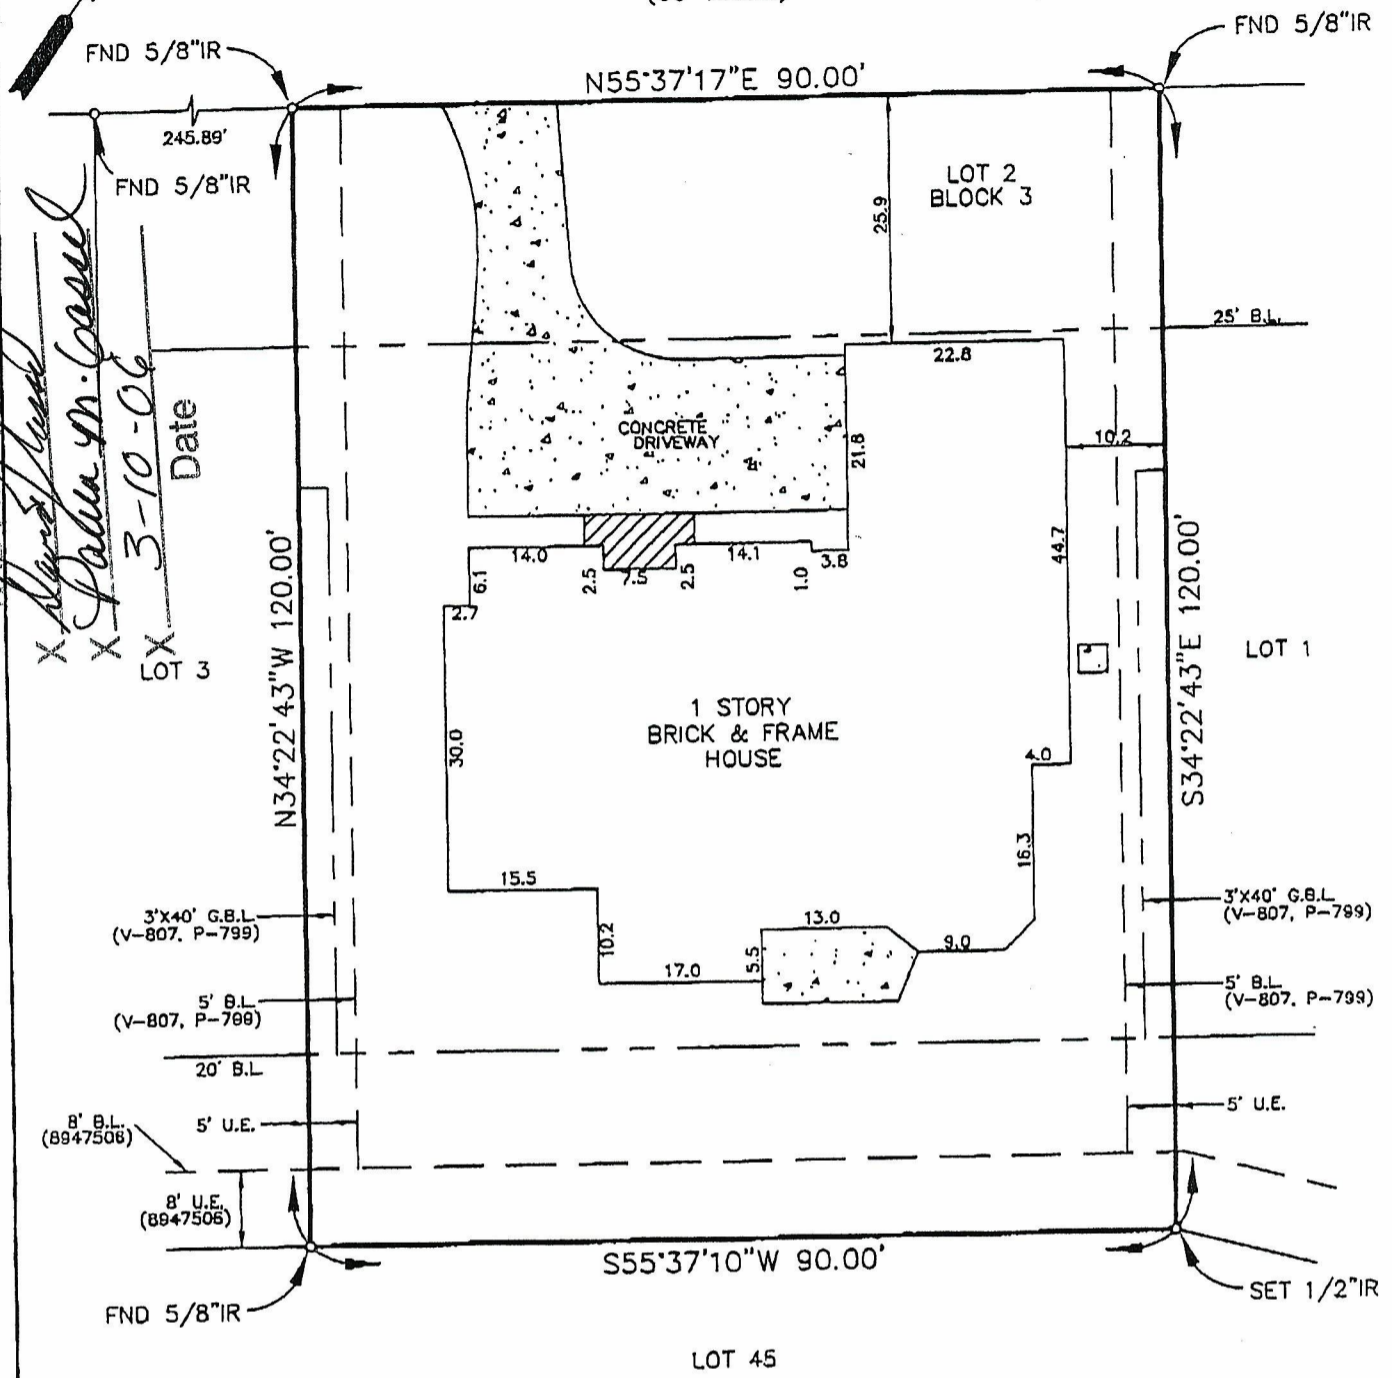 FND 5/8"IR
FND 5/8"IR
N55°37'17"E 90.00'
245.89'
FND 5/8"IR
LOT 2
BLOCK 3
25.9
25' B.L.
22.8
CONCRETE
DRIVEWAY
21.8
10.2
X
X
X 3-10-06
Date
14.0
14.1
3.8
6.1
2.5
7.5
2.5
1.0
44.7
2.7
N34°22'43"W 120.00'
S34°22'43"E 120.00'
LOT 3
LOT 1
1 STORY
BRICK & FRAME
HOUSE
30.0
4.0
16.3
15.5
3'X40' G.B.L.
(V-807, P-799)
13.0
3'X40' G.B.L.
(V-807, P-799)
10.2
9.0
17.0
5.5
5' B.L.
(V-807, P-799)
5' B.L.
(V-807, P-799)
20' B.L.
8' B.L.
(8947506)
5' U.E.
5' U.E.
8' U.E.
(8947506)
S55°37'10"W 90.00'
FND 5/8"IR
SET 1/2"IR
LOT 45